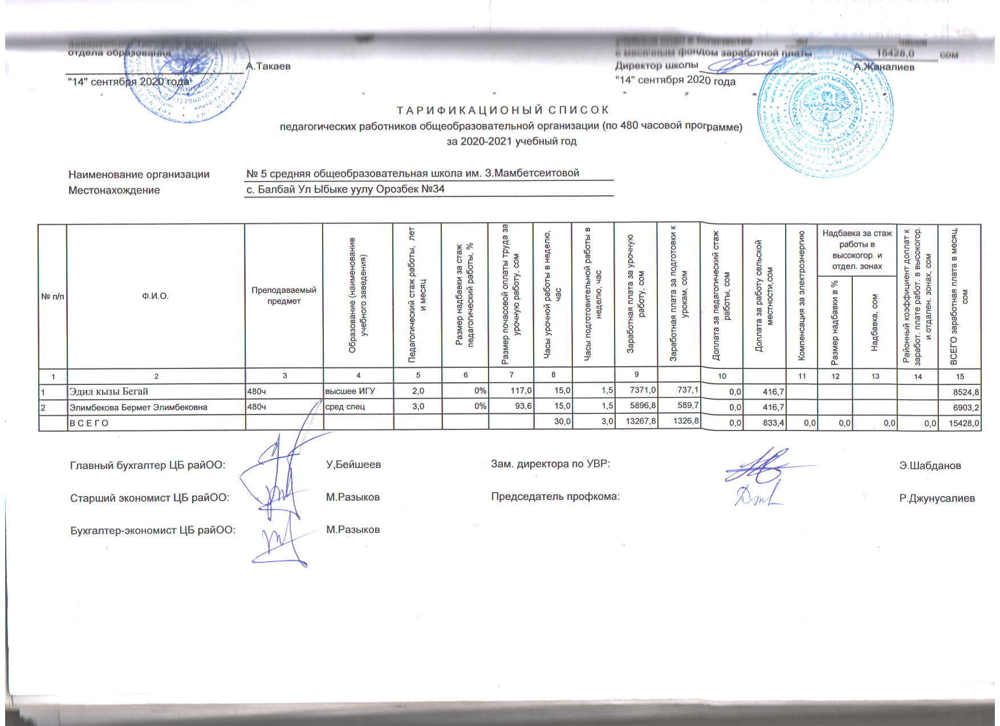 отдела образования
А.Такаев
"14" сентября 2020 года
месячным фондом заработной платы 15428,0 сом
Директор школы А.Жаналиев
"14" сентября 2020 года
Т А Р И Ф И К А Ц И О Н Ы Й С П И С О К
педагогических работников общеобразовательной организации (по 480 часовой программе)
за 2020-2021 учебный год
Наименование организации № 5 средняя общеобразовательная школа им. З.Мамбетсеитовой
Местонахождение с. Балбай Ул Ыбыке уулу Орозбек №34
№ п/п
Ф.И.О.
Преподаваемый
предмет
Образование (наименование
учебного заведения)
Педагогический стаж работы, лет
и месяц
Размер надбавки за стаж
педагогический работы, %
Размер почасовой оплаты труда за
урочную работу, сом
Часы урочной работы в неделю,
час
Часы подготовительной работы в
неделю, час
Заработная плата за урочную
работу, сом
Заработная плата за подготовки к
урокам, сом
Доплата за педагогический стаж
работы, сом
Доплата за работу сельской
местности,сом
Компенсация за электроэнергию
Надбавка за стаж
работы в
высокогор. и
отдел. зонах
Размер надбавки в %
Надбавка, сом
Районный коэффициент доплат к
заработ. плате работ. в высокогор.
и отдален. зонах, сом
ВСЕГО заработная плата в месяц,
сом
1 2 3 4 5 6 7 8 9 10 11 12 13 14 15
1 Эдил кызы Бегай 480ч высшее ИГУ 2,0 0% 117,0 15,0 1,5 7371,0 737,1 0,0 416,7 8524,8
2 Элимбекова Бермет Элимбековна 480ч сред спец 3,0 0% 93,6 15,0 1,5 5896,8 589,7 0,0 416,7 6903,2
В С Е Г О 30,0 3,0 13267,8 1326,8 0,0 833,4 0,0 0,0 0,0 0,0 15428,0
Главный бухгалтер ЦБ райОО: У,Бейшеев Зам. директора по УВР: Э.Шабданов
Старший экономист ЦБ райОО: М.Разыков Председатель профкома: Р.Джунусалиев
Бухгалтер-экономист ЦБ райОО: М.Разыков